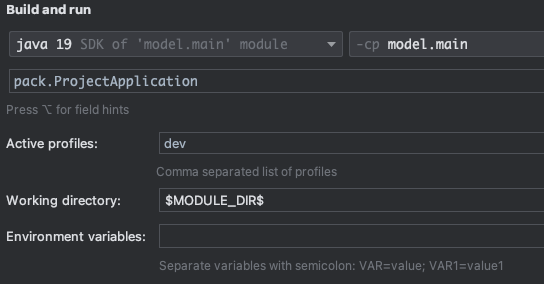 Build and run
java 19 SDK of 'model.main' module -cp model.main
pack.ProjectApplication
Press ⌥ for field hints
Active profiles: dev
Comma separated list of profiles
Working directory: $MODULE_DIR$
Environment variables:
Separate variables with semicolon: VAR=value; VAR1=value1